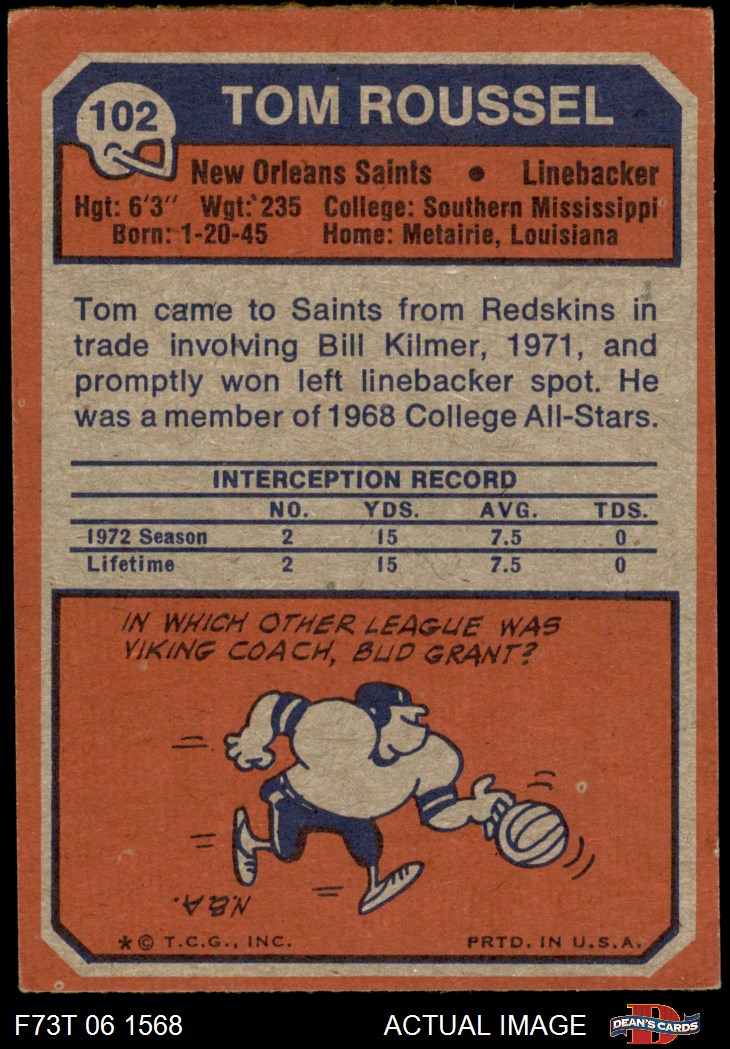 102
TOM ROUSSEL
New Orleans Saints • Linebacker
Hgt: 6'3" Wgt: 235 College: Southern Mississippi
Born: 1-20-45 Home: Metairie, Louisiana
Tom came to Saints from Redskins in
trade involving Bill Kilmer, 1971, and
promptly won left linebacker spot. He
was a member of 1968 College All-Stars.
INTERCEPTION RECORD
NO. YDS. AVG. TDS.
1972 Season 2 15 7.5 0
Lifetime 2 15 7.5 0
IN WHICH OTHER LEAGUE WAS
VIKING COACH, BUD GRANT?
N.B.A.
* © T.C.G., INC. PRTD. IN U.S.A.
F73T 06 1568 ACTUAL IMAGE DEAN'S CARDS